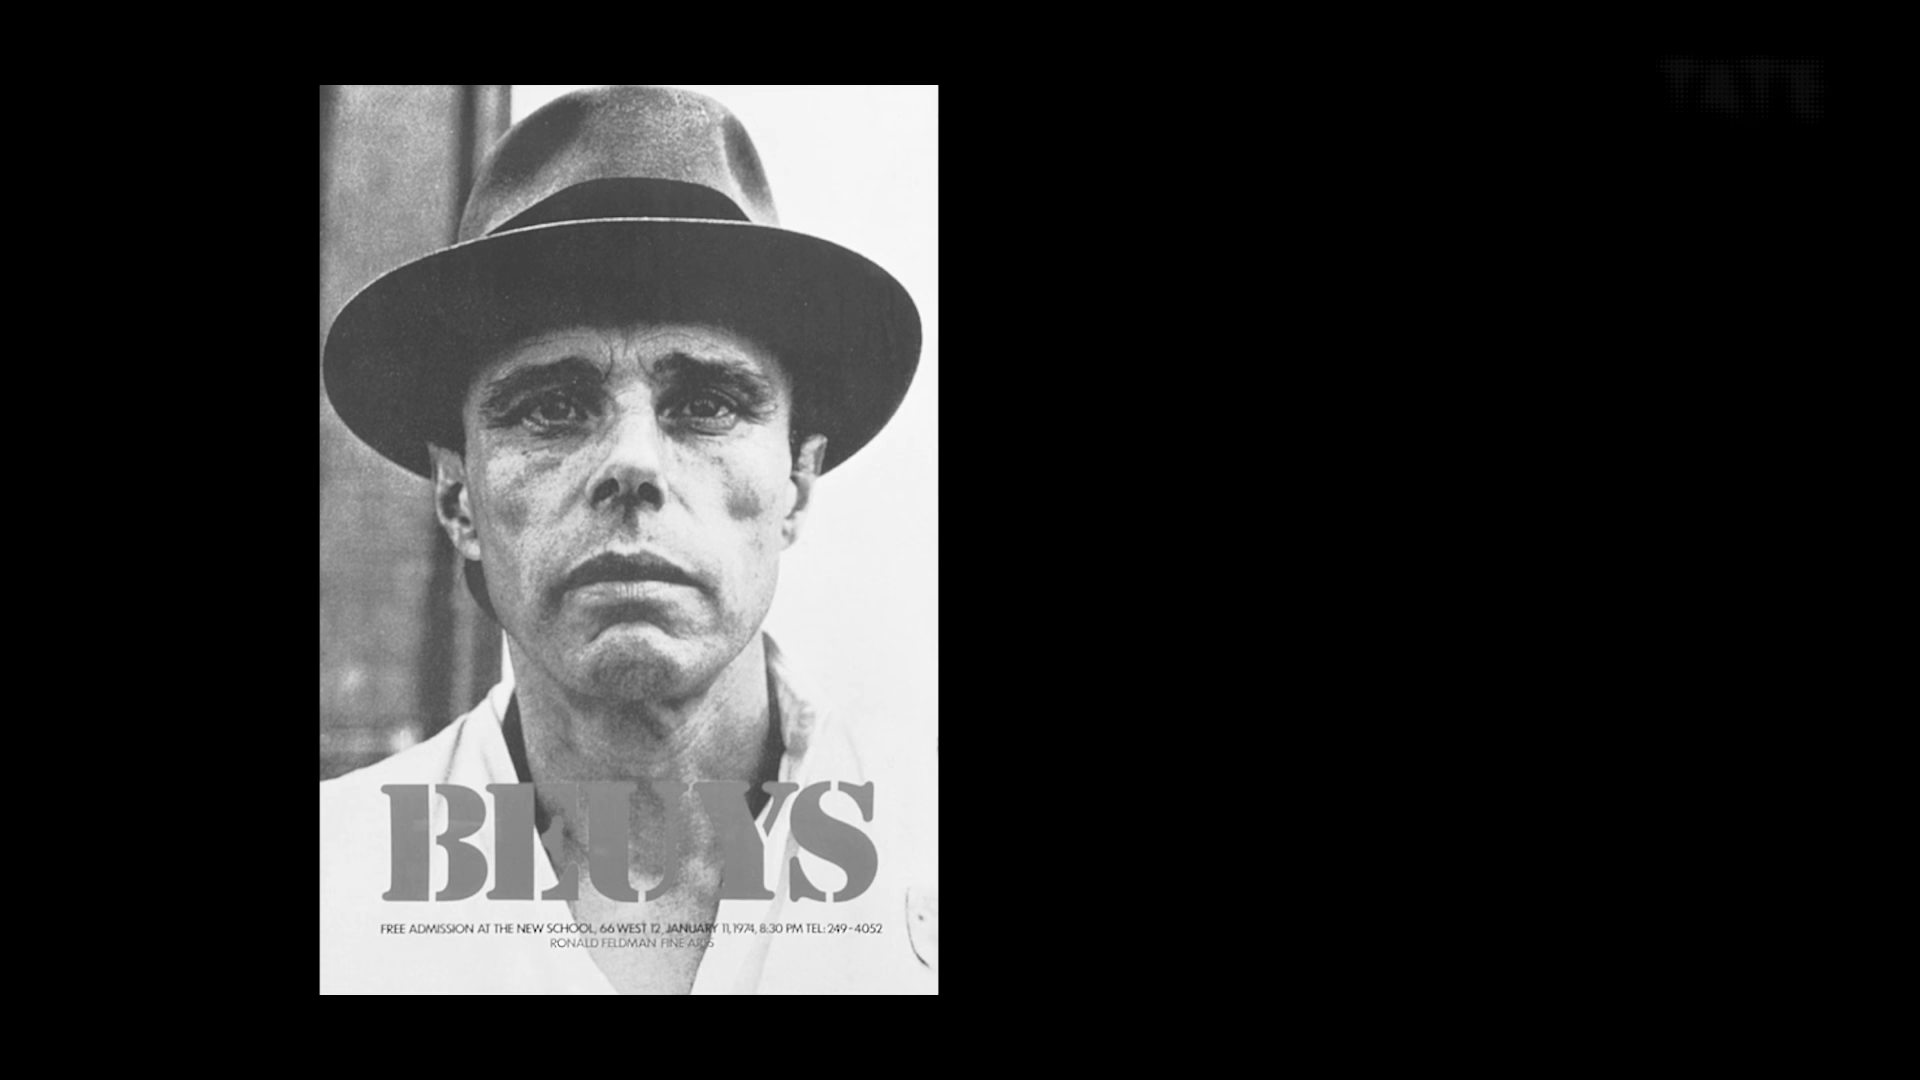 TATE
BEUYS
FREE ADMISSION AT THE NEW SCHOOL, 66 WEST 12, JANUARY 11, 1974, 8:30 PM TEL: 249-4052
RONALD FELDMAN FINE ARTS